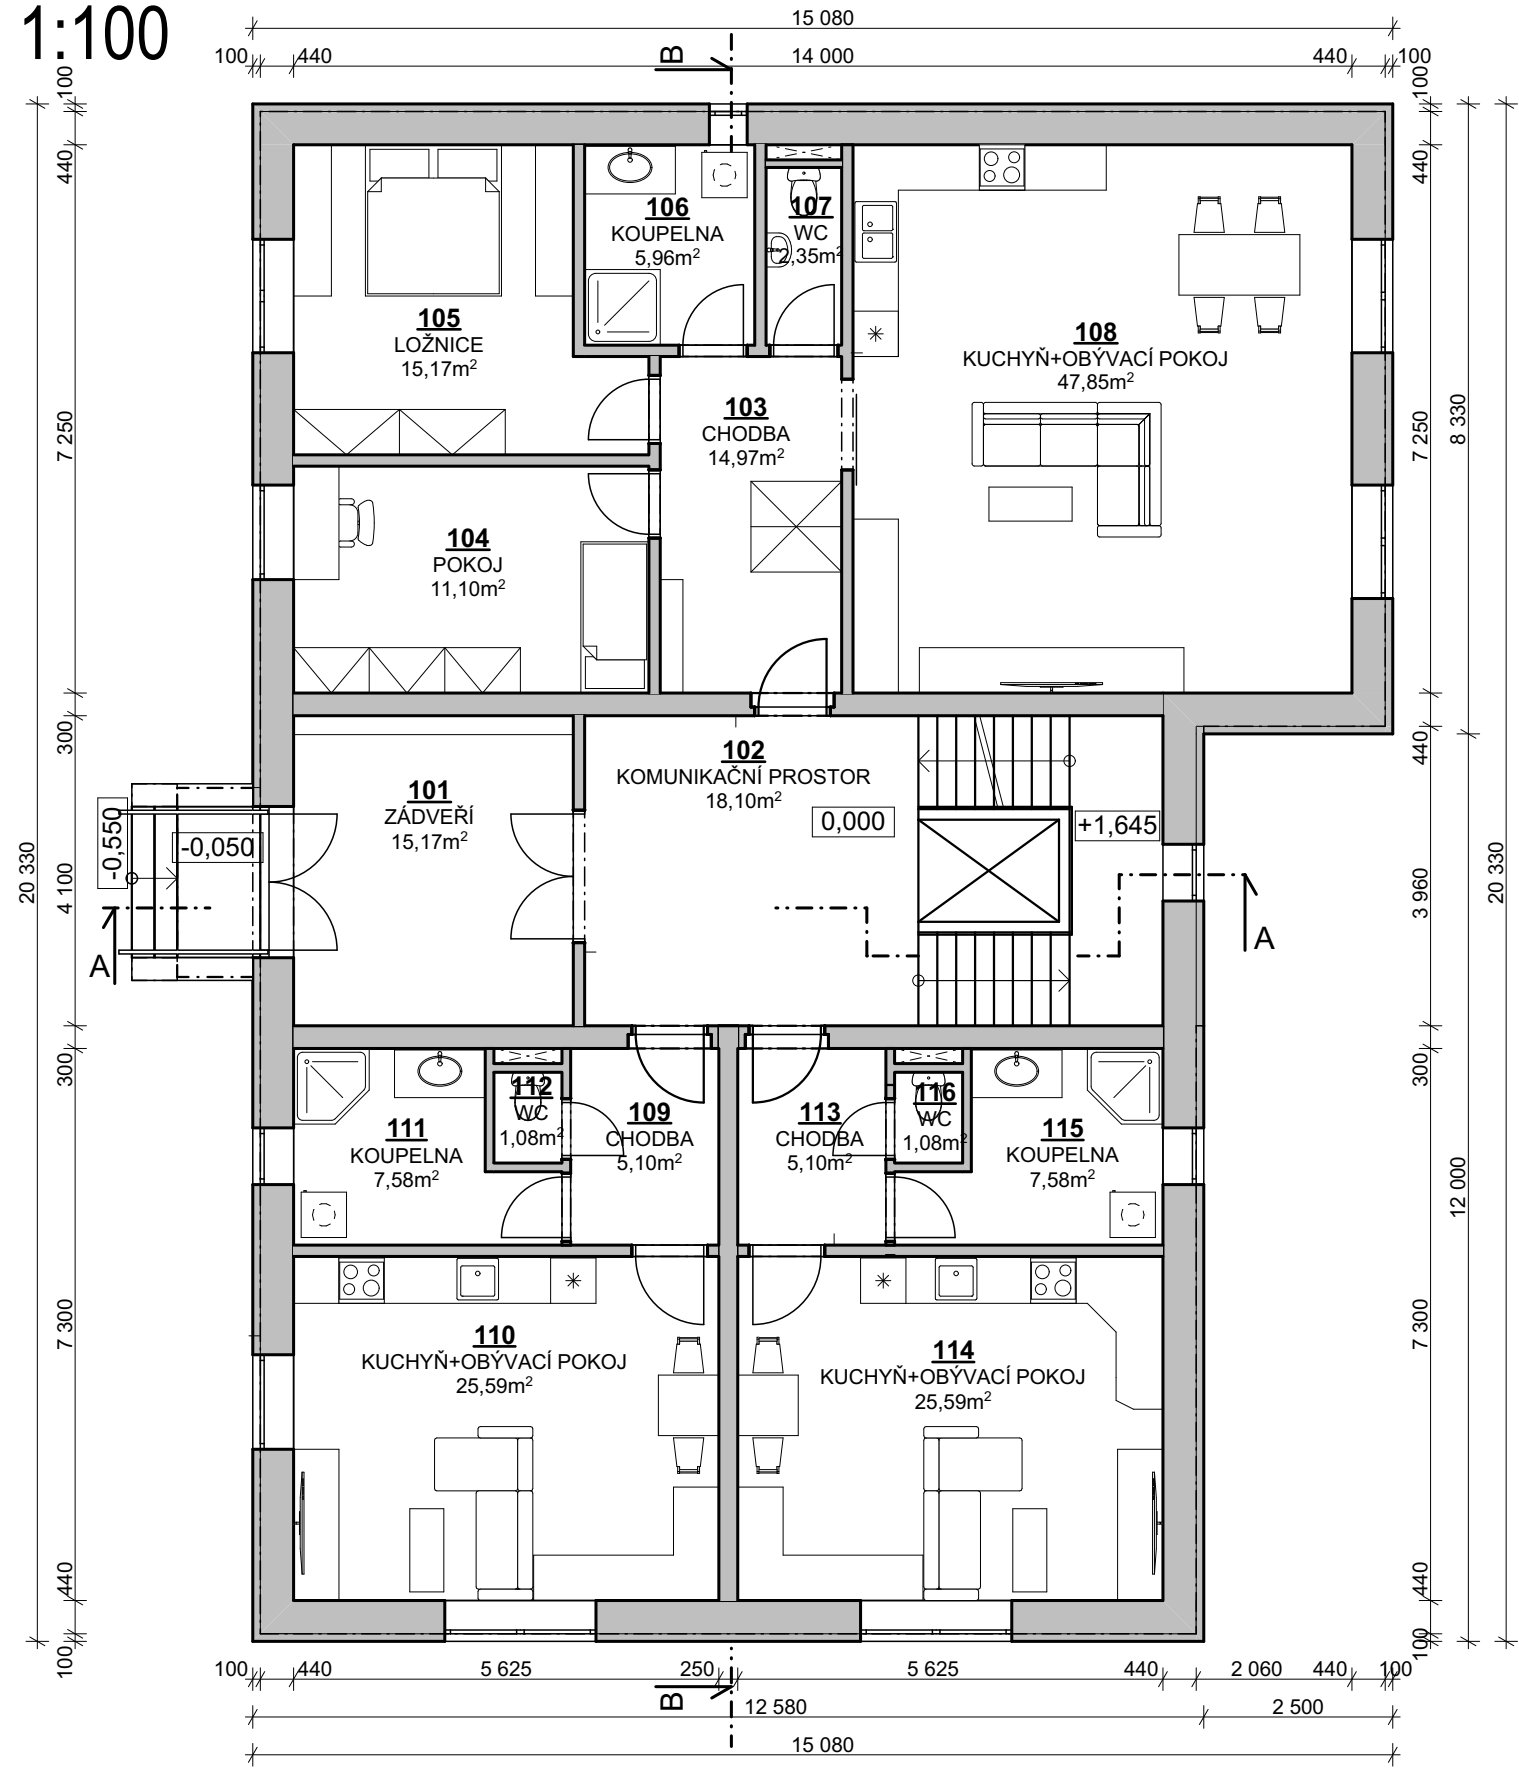 1:100
15 080
100
440
B
14 000
440
100
100
100
440
440
106
KOUPELNA
5,96m²
107
WC
2,35m²
105
LOŽNICE
15,17m²
108
KUCHYŇ+OBÝVACÍ POKOJ
47,85m²
103
CHODBA
14,97m²
7 250
7 250
8 330
104
POKOJ
11,10m²
300
440
102
KOMUNIKAČNÍ PROSTOR
18,10m²
101
ZÁDVEŘÍ
15,17m²
0,000
+1,645
-0,550
-0,050
20 330
4 100
3 960
20 330
A
A
300
300
112
WC
1,08m²
109
CHODBA
5,10m²
113
CHODBA
5,10m²
116
WC
1,08m²
111
KOUPELNA
7,58m²
115
KOUPELNA
7,58m²
12 000
7 300
7 300
110
KUCHYŇ+OBÝVACÍ POKOJ
25,59m²
114
KUCHYŇ+OBÝVACÍ POKOJ
25,59m²
440
440
100
100
100
440
5 625
250
5 625
440
2 060
440
100
B
12 580
2 500
15 080